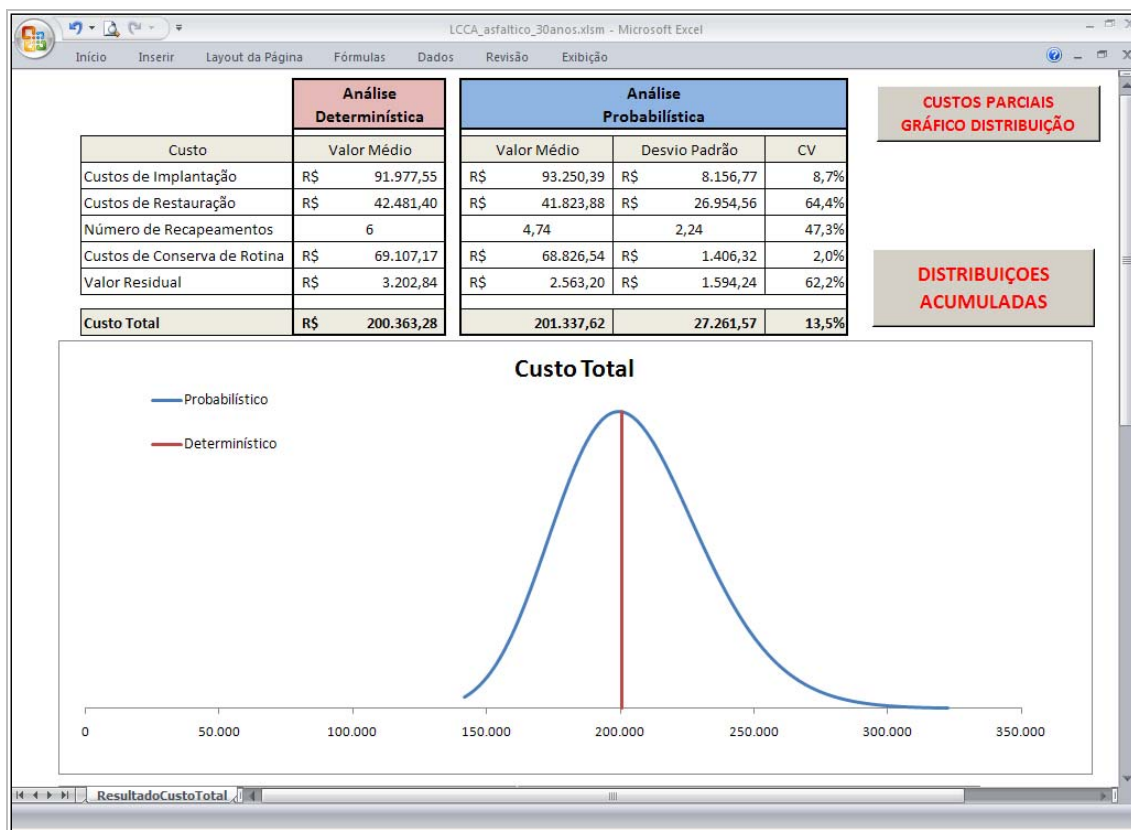 LCCA_asfaltico_30anos.xlsm - Microsoft Excel
Início Inserir Layout da Página Fórmulas Dados Revisão Exibição
Análise Determinística
Análise Probabilística
CUSTOS PARCIAIS
GRÁFICO DISTRIBUIÇÃO
Custo Valor Médio Valor Médio Desvio Padrão CV
Custos de Implantação R$ 91.977,55 R$ 93.250,39 R$ 8.156,77 8,7%
Custos de Restauração R$ 42.481,40 R$ 41.823,88 R$ 26.954,56 64,4%
Número de Recapeamentos 6 4,74 2,24 47,3%
Custos de Conserva de Rotina R$ 69.107,17 R$ 68.826,54 R$ 1.406,32 2,0%
Valor Residual R$ 3.202,84 R$ 2.563,20 R$ 1.594,24 62,2%
DISTRIBUIÇOES
ACUMULADAS
Custo Total R$ 200.363,28 201.337,62 27.261,57 13,5%
Custo Total
Probabilístico
Determinístico
0 50.000 100.000 150.000 200.000 250.000 300.000 350.000
ResultadoCustoTotal